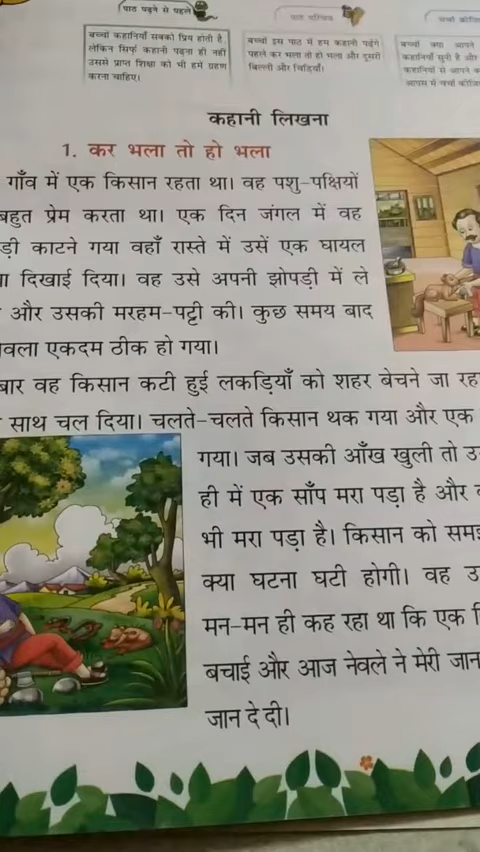 पाठ पढ़ने से पहले
बच्चों कहानियाँ सबको प्रिय होती है
लेकिन सिर्फ कहानी पढ़ना ही नहीं
उससे प्राप्त शिक्षा को भी हमें ग्रहण
करना चाहिए।
पाठ परिचय
बच्चों इस पाठ में हम कहानी पढ़ेंगे
पहले कर भला तो हो भला और दूसरी
बिल्ली और चिड़ियाँ।
चर्चा
बच्चों क्या आपने
कहानियाँ सुनी है और
कहानियों से आपने
आपस में चर्चा
कहानी लिखना
1. कर भला तो हो भला
गाँव में एक किसान रहता था। वह पशु-पक्षियों
बहुत प्रेम करता था। एक दिन जंगल में वह
काटने गया वहाँ रास्ते में उसें एक घायल
दिखाई दिया। वह उसे अपनी झोपड़ी में ले
और उसकी मरहम-पट्टी की। कुछ समय बाद
एकदम ठीक हो गया।
बार वह किसान कटी हुई लकड़ियाँ को शहर बेचने जा
साथ चल दिया। चलते-चलते किसान थक गया और एक
गया। जब उसकी आँख खुली तो
ही में एक साँप मरा पड़ा है और
भी मरा पड़ा है। किसान को
क्या घटना घटी होगी। वह
मन-मन ही कह रहा था कि एक
बचाई और आज नेवले ने मेरी जान
जान दे दी।